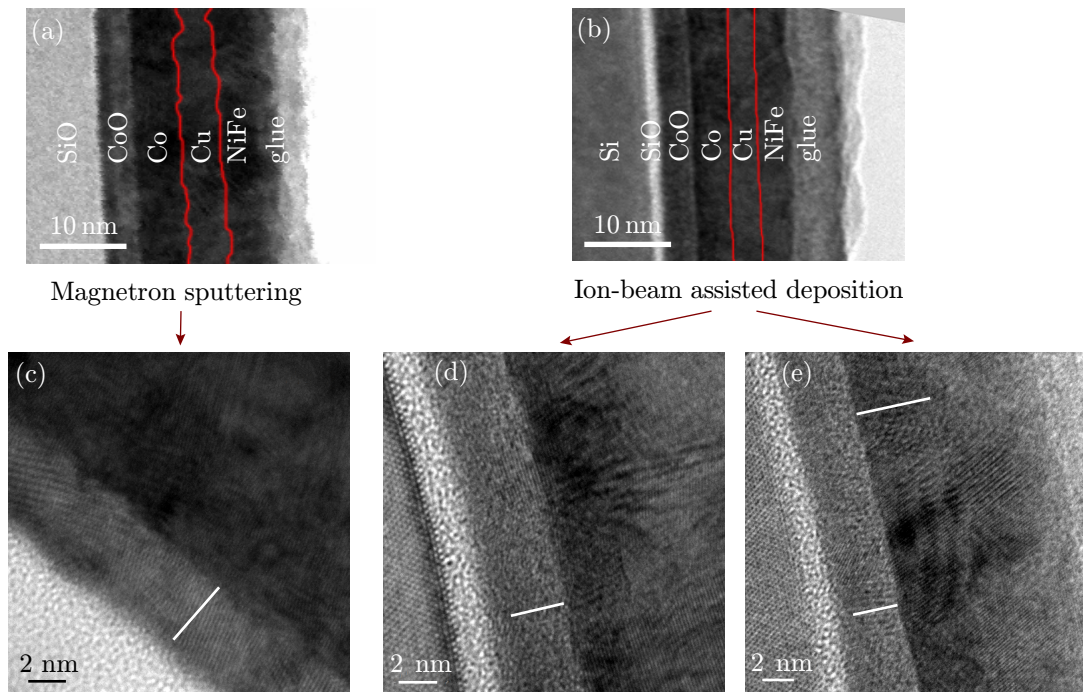 (a)
SiO
CoO
Co
Cu
NiFe
glue
10 nm
(b)
Si
SiO
CoO
Co
Cu
NiFe
glue
10 nm
Magnetron sputtering
Ion-beam assisted deposition
(c)
2 nm
(d)
2 nm
(e)
2 nm